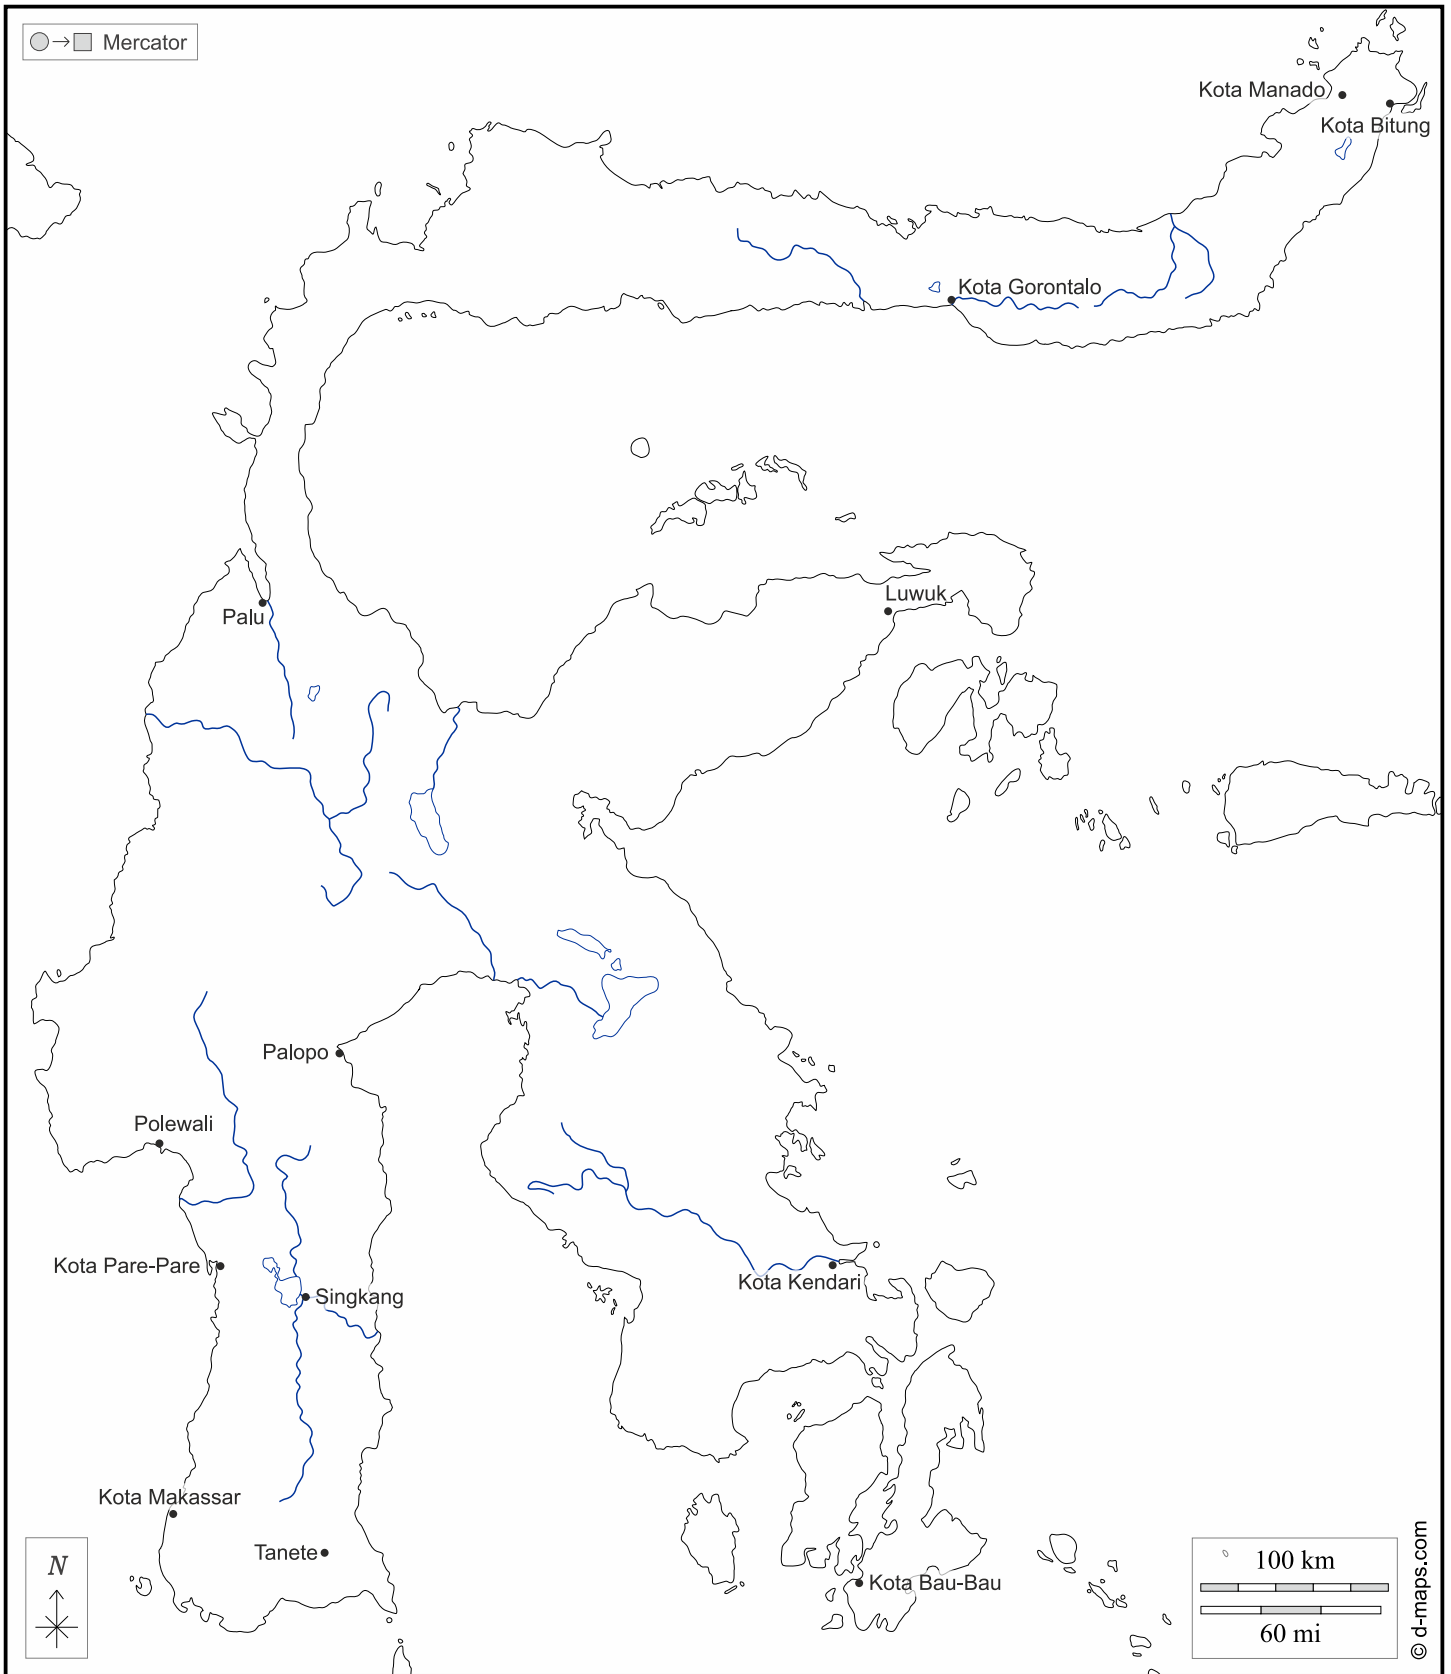 Mercator
Kota Manado
Kota Bitung
Kota Gorontalo
Luwuk
Palu
Palopo
Polewali
Kota Pare-Pare
Kota Kendari
Singkang
Kota Makassar
Tanete
Kota Bau-Bau
N
100 km
60 mi
© d-maps.com